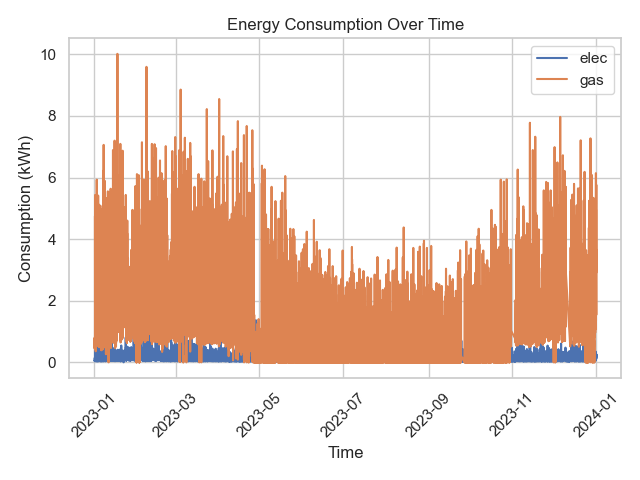 Energy Consumption Over Time
Consumption (kWh)
10
8
6
4
2
0
elec
gas
2023-01
2023-03
2023-05
2023-07
2023-09
2023-11
2024-01
Time